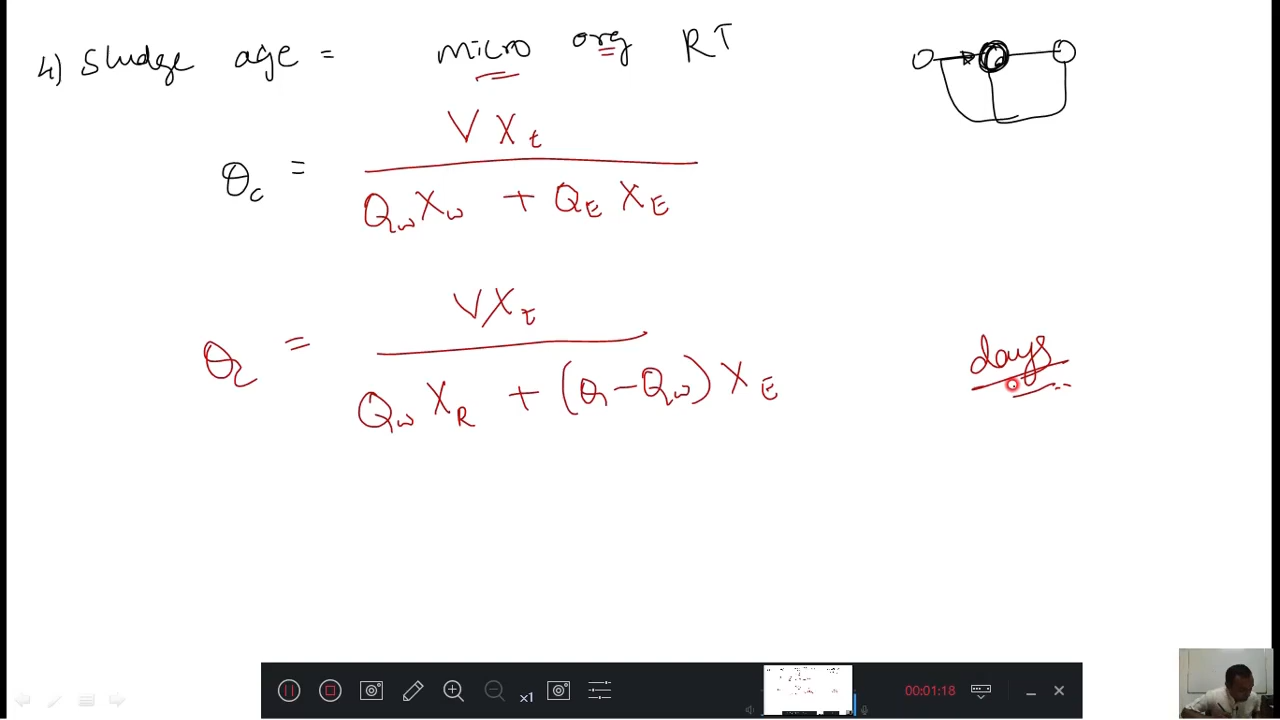 4) Sludge age = micro org RT
θc = V Xt / Qw Xw + QE XE
θc = V Xt / Qw XR + (Q - Qw) XE
days
x1
00:01:18